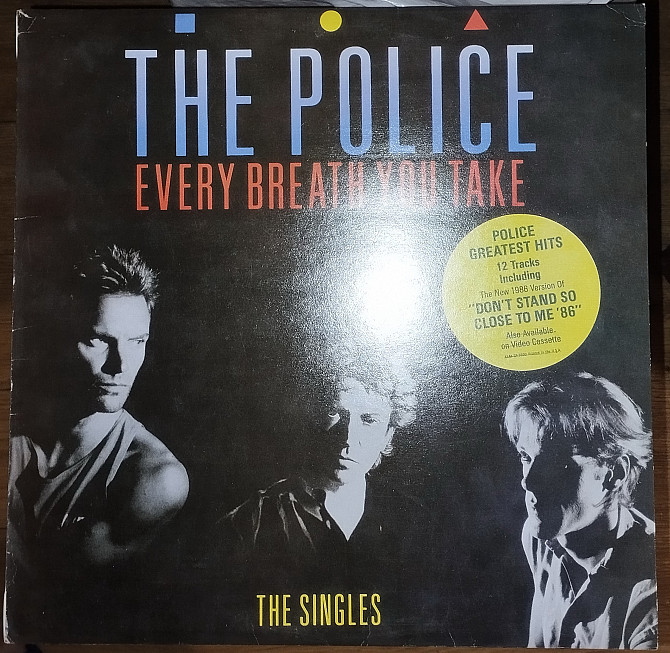 THE POLICE
EVERY BREATH YOU TAKE
POLICE
GREATEST HITS
12 Tracks
Including
The New 1986 Version Of
"DON'T STAND SO
CLOSE TO ME '86"
Also Available
on Video Cassette
THE SINGLES